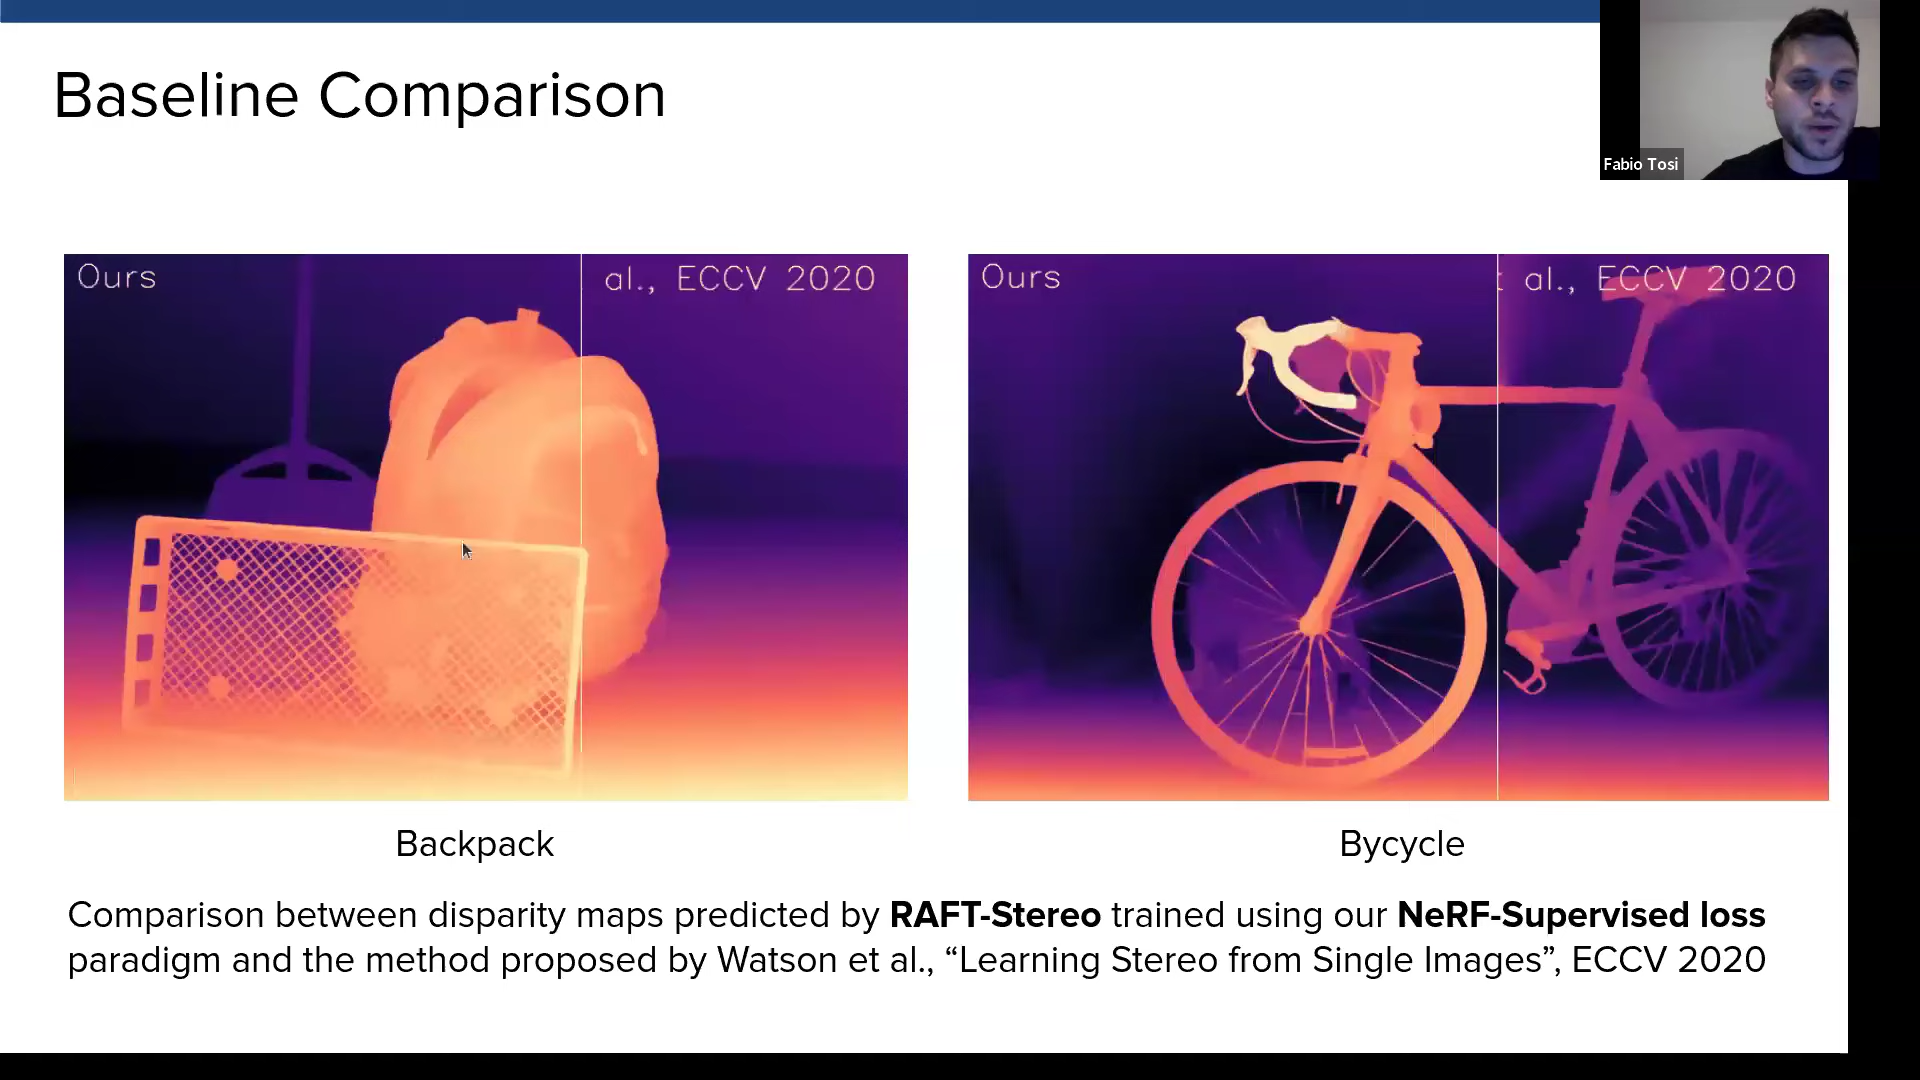 Baseline Comparison
Fabio Tosi
Ours
al., ECCV 2020
Ours
al., ECCV 2020
Backpack
Bycycle
Comparison between disparity maps predicted by RAFT-Stereo trained using our NeRF-Supervised loss
paradigm and the method proposed by Watson et al., “Learning Stereo from Single Images”, ECCV 2020